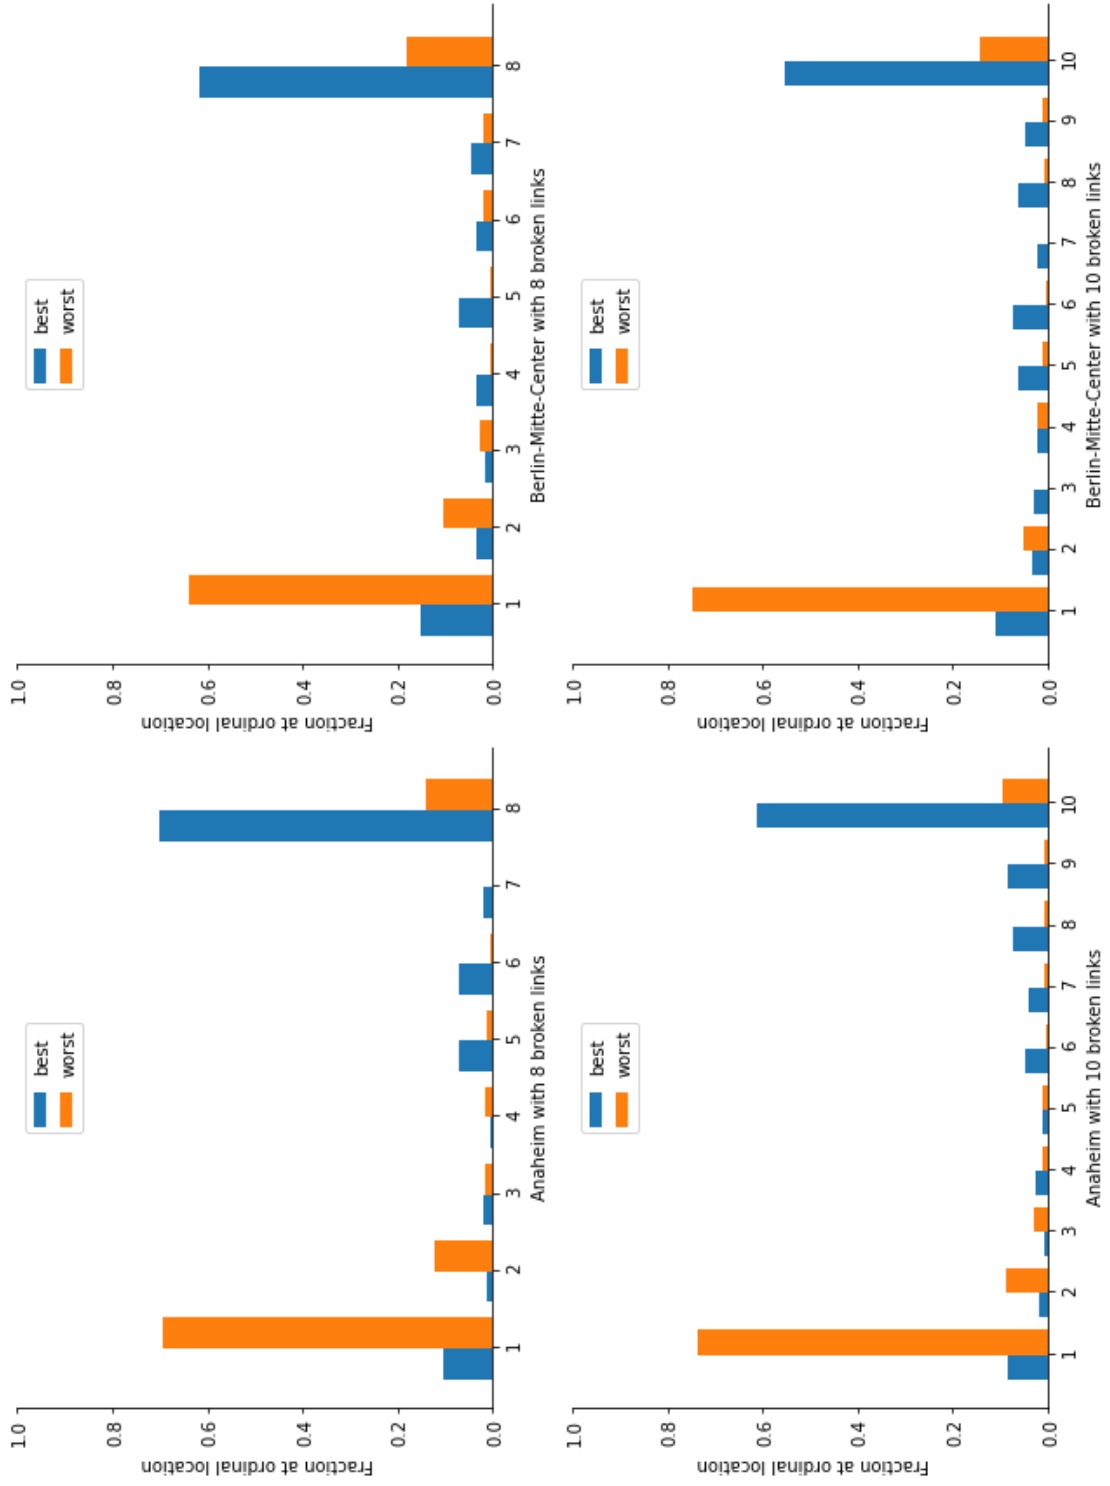 Fraction at ordinal location
1.0
0.8
0.6
0.4
0.2
0.0
best
worst
1 2 3 4 5 6 7 8
Anaheim with 8 broken links
Fraction at ordinal location
1.0
0.8
0.6
0.4
0.2
0.0
best
worst
1 2 3 4 5 6 7 8
Berlin-Mitte-Center with 8 broken links
Fraction at ordinal location
1.0
0.8
0.6
0.4
0.2
0.0
best
worst
1 2 3 4 5 6 7 8 9 10
Anaheim with 10 broken links
Fraction at ordinal location
1.0
0.8
0.6
0.4
0.2
0.0
best
worst
1 2 3 4 5 6 7 8 9 10
Berlin-Mitte-Center with 10 broken links